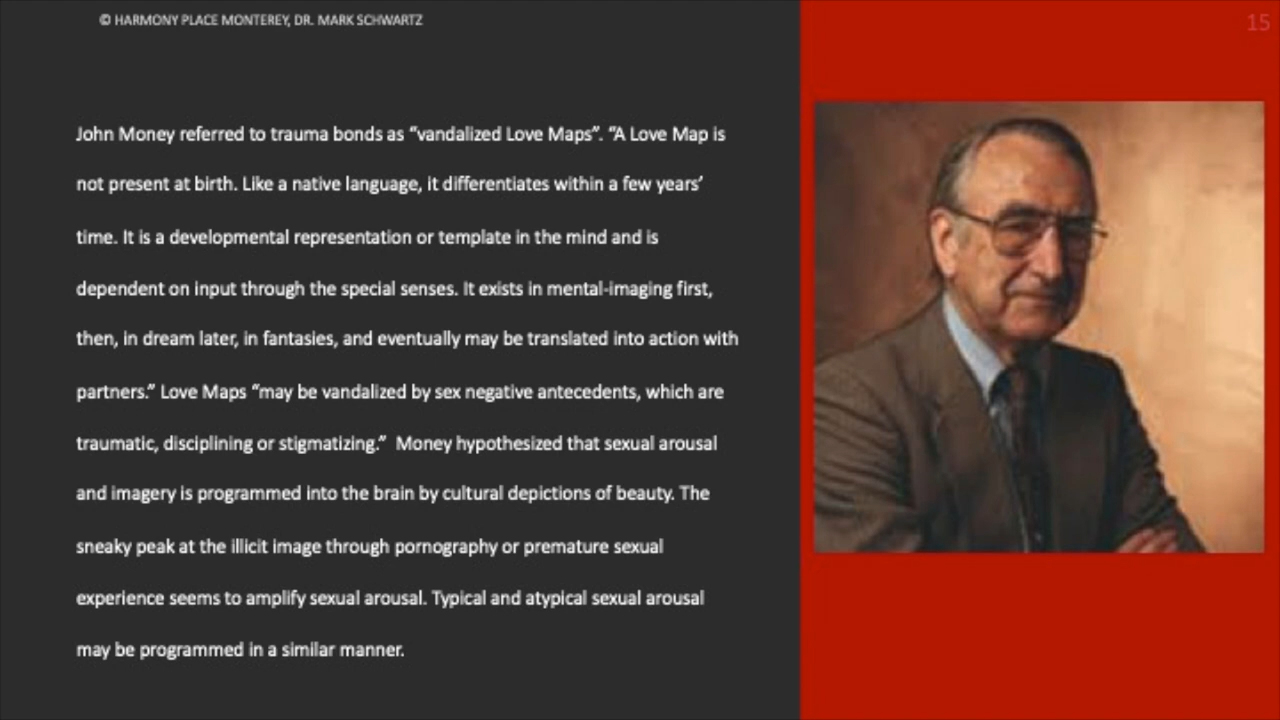 © HARMONY PLACE MONTEREY, DR. MARK SCHWARTZ
15
John Money referred to trauma bonds as “vandalized Love Maps”. “A Love Map is
not present at birth. Like a native language, it differentiates within a few years’
time. It is a developmental representation or template in the mind and is
dependent on input through the special senses. It exists in mental-imaging first,
then, in dream later, in fantasies, and eventually may be translated into action with
partners.” Love Maps “may be vandalized by sex negative antecedents, which are
traumatic, disciplining or stigmatizing.”  Money hypothesized that sexual arousal
and imagery is programmed into the brain by cultural depictions of beauty. The
sneaky peak at the illicit image through pornography or premature sexual
experience seems to amplify sexual arousal. Typical and atypical sexual arousal
may be programmed in a similar manner.